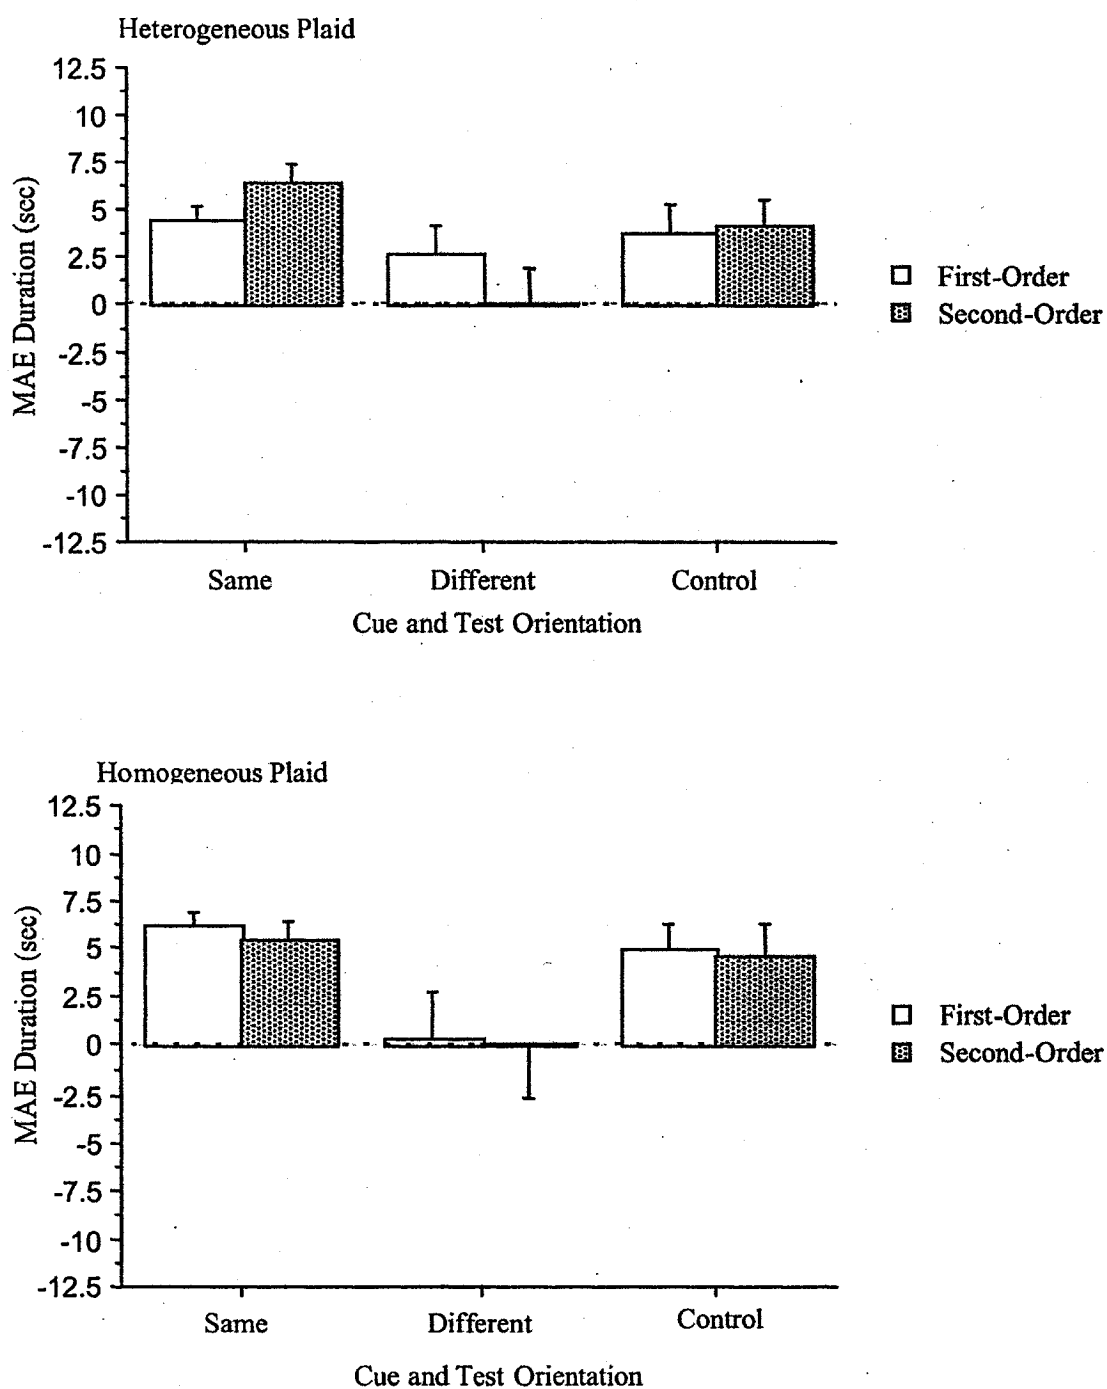 Heterogeneous Plaid
12.5
10
7.5
5
2.5
0
-2.5
-5
-7.5
-10
-12.5
MAE Duration (sec)
Same Different Control
Cue and Test Orientation
First-Order
Second-Order
Homogeneous Plaid
12.5
10
7.5
5
2.5
0
-2.5
-5
-7.5
-10
-12.5
MAE Duration (sec)
Same Different Control
Cue and Test Orientation
First-Order
Second-Order